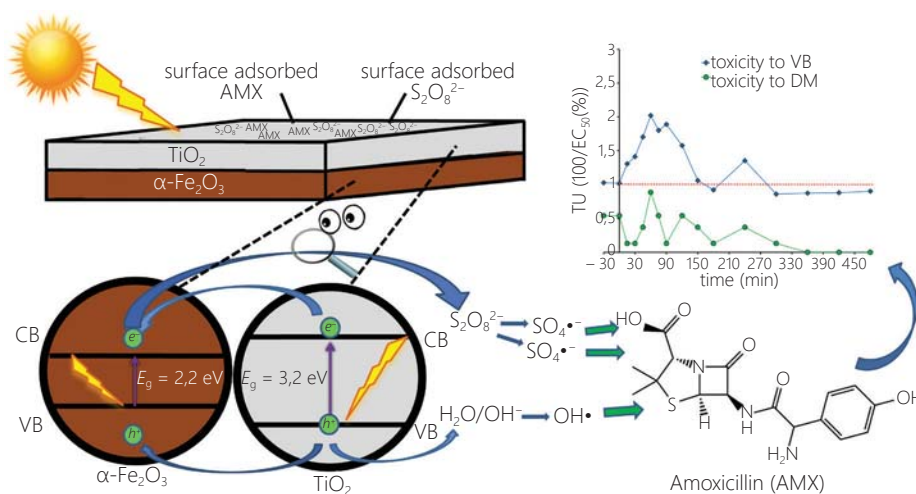 surface adsorbed
AMX
surface adsorbed
S₂O₈²⁻
S₂O₈²⁻ AMX S₂O₈²⁻ S₂O₈²⁻
AMX AMX AMX
TiO₂
α-Fe₂O₃
toxicity to VB
toxicity to DM
TU (100/EC₅₀(%))
3
2,5
2
1,5
1
0,5
0
– 30 30 90 150 210 270 330 390 450
time (min)
CB
VB
e⁻
E_g = 2,2 eV
h⁺
α-Fe₂O₃
e⁻
E_g = 3,2 eV
h⁺
TiO₂
CB
VB
S₂O₈²⁻
SO₄•⁻
SO₄•⁻
H₂O/OH⁻
OH•
HO
O
N
O
S
H
H
N
H
O
H₂N
OH
Amoxicillin (AMX)